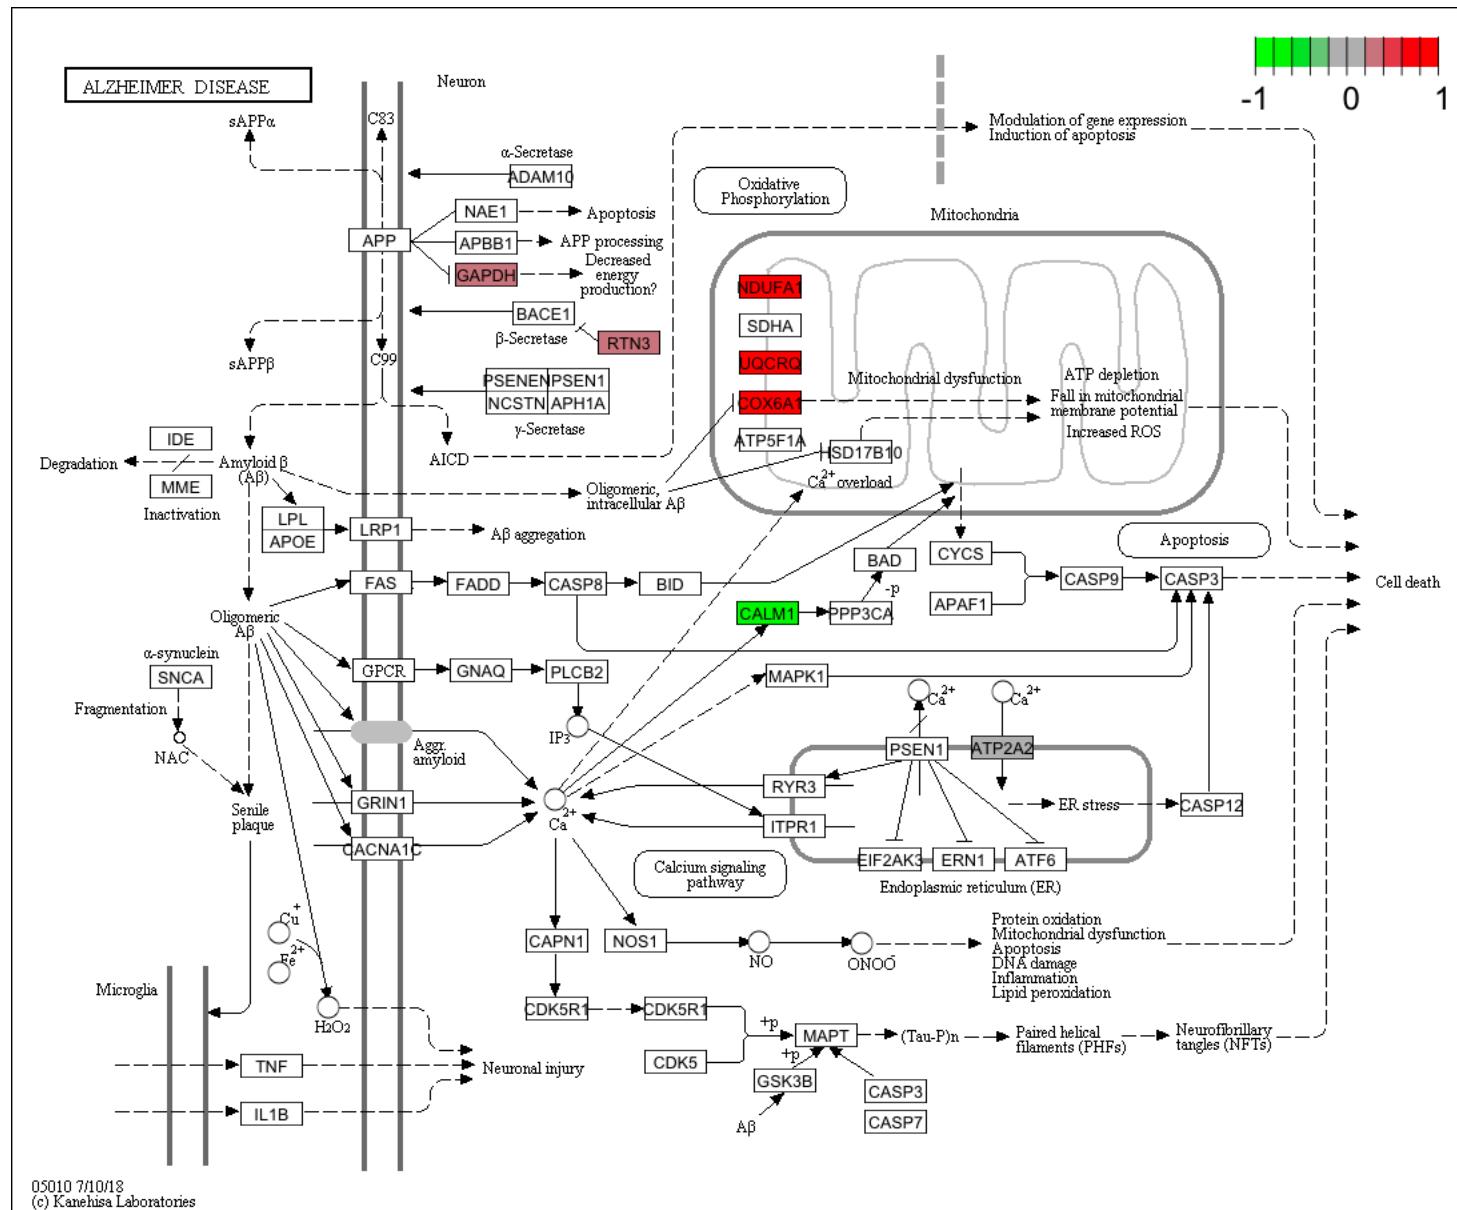 ALZHEIMER DISEASE
Neuron
-1 0 1
sAPPα
C83
Modulation of gene expression
Induction of apoptosis
α-Secretase
ADAM10
Oxidative
Phosphorylation
NAE1
Apoptosis
Mitochondria
APP
APBB1
APP processing
GAPDH
Decreased
energy
production?
NDUFA1
BACE1
SDHA
β-Secretase
RTN3
sAPPβ
C99
UQCRQ
PSENEN
PSEN1
NCSTN
APH1A
γ-Secretase
Mitochondrial dysfunction
ATP depletion
Fall in mitochondrial
membrane potential
Increased ROS
COX6A1
ATP5F1A
SD17B10
IDE
Degradation
Amyloid β
(Aβ)
MME
Inactivation
AICD
Oligomeric,
intracellular Aβ
Ca2+ overload
LPL
APOE
LRP1
Aβ aggregation
Apoptosis
CYCS
BAD
FAS
FADD
CASP8
BID
CASP9
CASP3
Cell death
-p
APAF1
CALM1
PPP3CA
Oligomeric
Aβ
α-synuclein
SNCA
GPCR
GNAQ
PLCB2
MAPK1
Fragmentation
NAC
IP3
Ca2+
Ca2+
Aggr.
amyloid
PSEN1
ATP2A2
RYR3
ER stress
CASP12
Senile
plaque
GRIN1
Ca2+
ITPR1
CACNA1C
EIF2AK3
ERN1
ATF6
Calcium signaling
pathway
Endoplasmic reticulum (ER)
Cu+
Fe2+
CAPN1
NOS1
NO
ONOO-
Protein oxidation
Mitochondrial dysfunction
Apoptosis
DNA damage
Inflammation
Lipid peroxidation
Microglia
H2O2
CDK5R1
CDK5R1
+p
MAPT
(Tau-P)n
Paired helical
filaments (PHFs)
Neurofibrillary
tangles (NFTs)
CDK5
+p
TNF
Neuronal injury
GSK3B
CASP3
IL1B
Aβ
CASP7
05010 7/10/18
(c) Kanehisa Laboratories